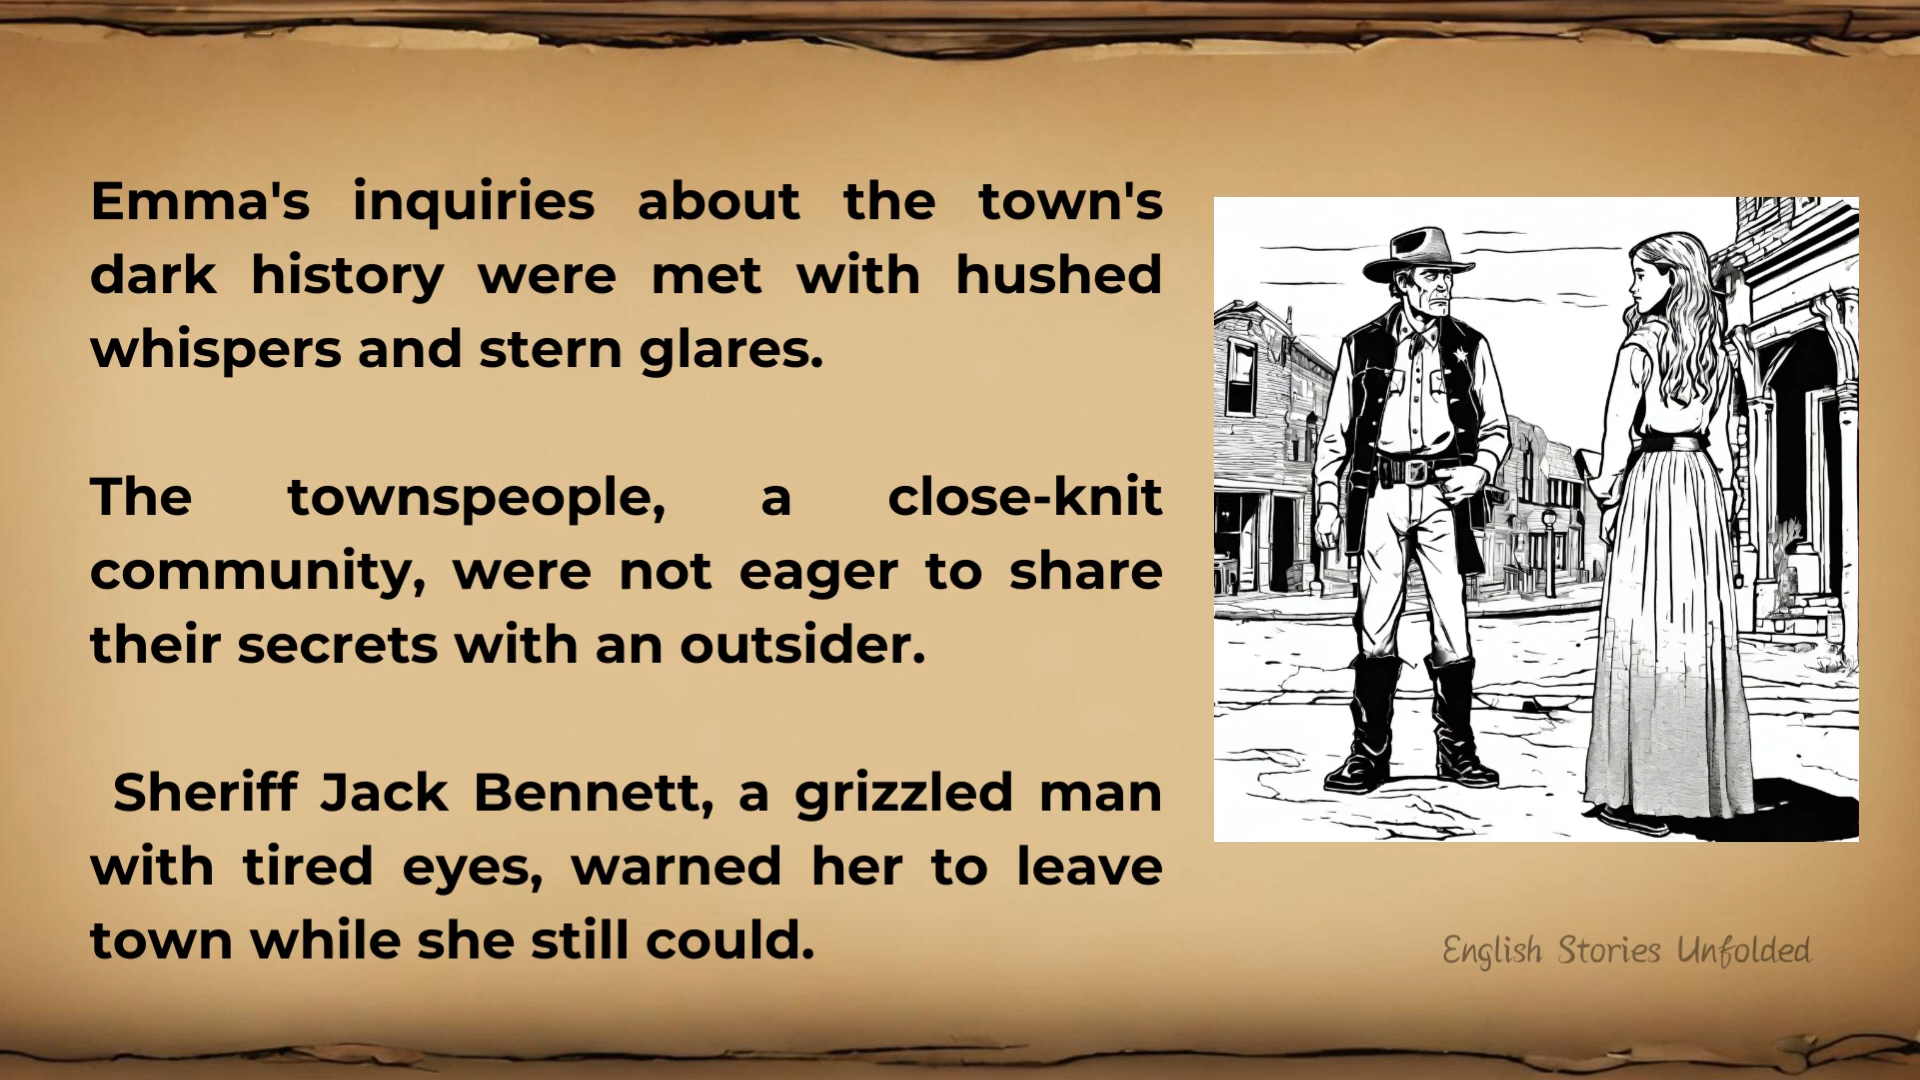 Emma's inquiries about the town's
dark history were met with hushed
whispers and stern glares.
The townspeople, a close-knit
community, were not eager to share
their secrets with an outsider.
Sheriff Jack Bennett, a grizzled man
with tired eyes, warned her to leave
town while she still could.
English Stories Unfolded